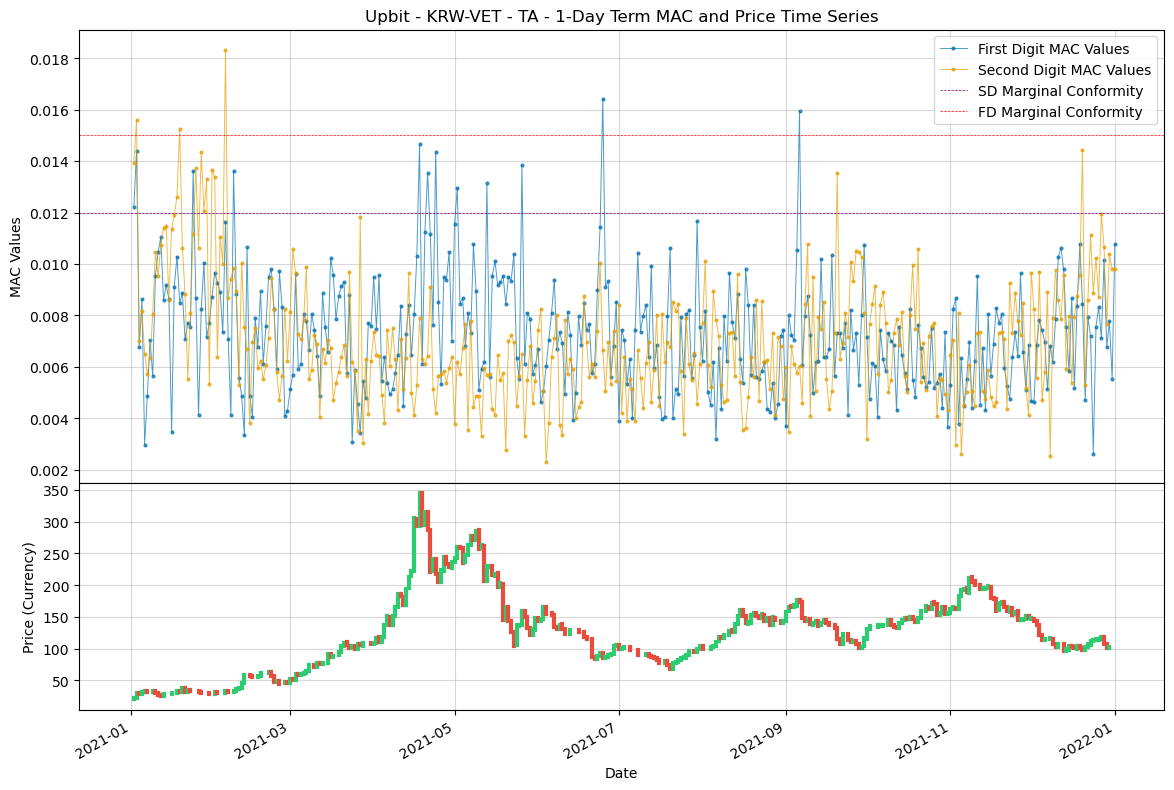 Upbit - KRW-VET - TA - 1-Day Term MAC and Price Time Series
First Digit MAC Values
Second Digit MAC Values
SD Marginal Conformity
FD Marginal Conformity
MAC Values
0.018
0.016
0.014
0.012
0.010
0.008
0.006
0.004
0.002
Price (Currency)
350
300
250
200
150
100
50
2021-01
2021-03
2021-05
2021-07
2021-09
2021-11
2022-01
Date